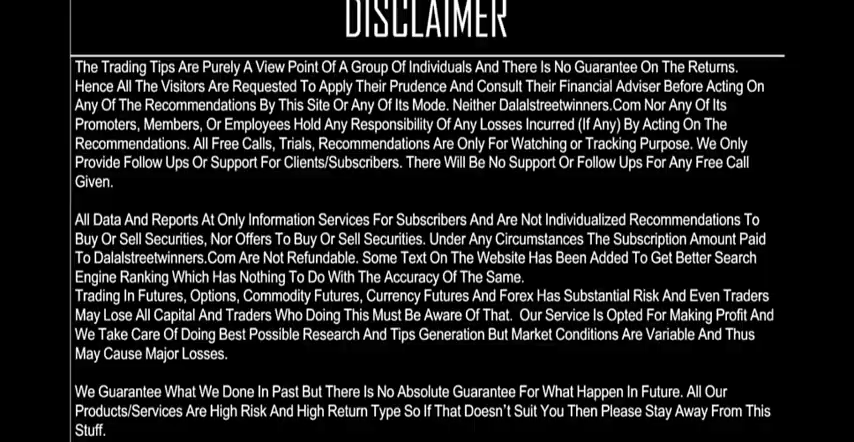 DISCLAIMER
The Trading Tips Are Purely A View Point Of A Group Of Individuals And There Is No Guarantee On The Returns.
Hence All The Visitors Are Requested To Apply Their Prudence And Consult Their Financial Adviser Before Acting On
Any Of The Recommendations By This Site Or Any Of Its Mode. Neither Dalalstreetwinners.Com Nor Any Of Its
Promoters, Members, Or Employees Hold Any Responsibility Of Any Losses Incurred (If Any) By Acting On The
Recommendations. All Free Calls, Trials, Recommendations Are Only For Watching or Tracking Purpose. We Only
Provide Follow Ups Or Support For Clients/Subscribers. There Will Be No Support Or Follow Ups For Any Free Call
Given.
All Data And Reports At Only Information Services For Subscribers And Are Not Individualized Recommendations To
Buy Or Sell Securities, Nor Offers To Buy Or Sell Securities. Under Any Circumstances The Subscription Amount Paid
To Dalalstreetwinners.Com Are Not Refundable. Some Text On The Website Has Been Added To Get Better Search
Engine Ranking Which Has Nothing To Do With The Accuracy Of The Same.
Trading In Futures, Options, Commodity Futures, Currency Futures And Forex Has Substantial Risk And Even Traders
May Lose All Capital And Traders Who Doing This Must Be Aware Of That. Our Service Is Opted For Making Profit And
We Take Care Of Doing Best Possible Research And Tips Generation But Market Conditions Are Variable And Thus
May Cause Major Losses.
We Guarantee What We Done In Past But There Is No Absolute Guarantee For What Happen In Future. All Our
Products/Services Are High Risk And High Return Type So If That Doesn't Suit You Then Please Stay Away From This
Stuff.